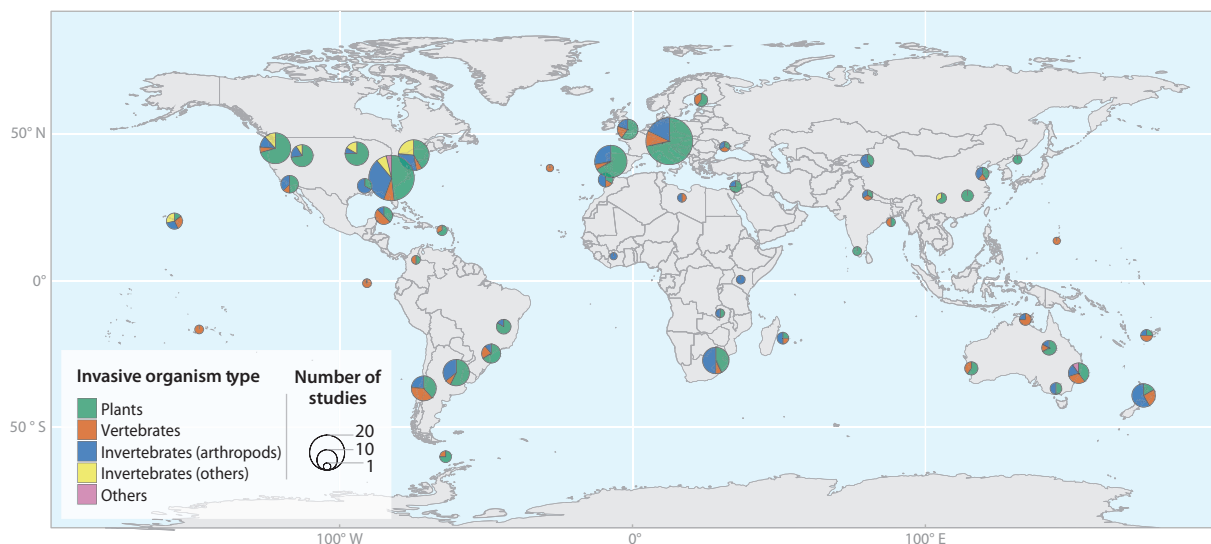 50° N
0°
50° S
Invasive organism type
Plants
Vertebrates
Invertebrates (arthropods)
Invertebrates (others)
Others
Number of
studies
20
10
1
100° W
0°
100° E